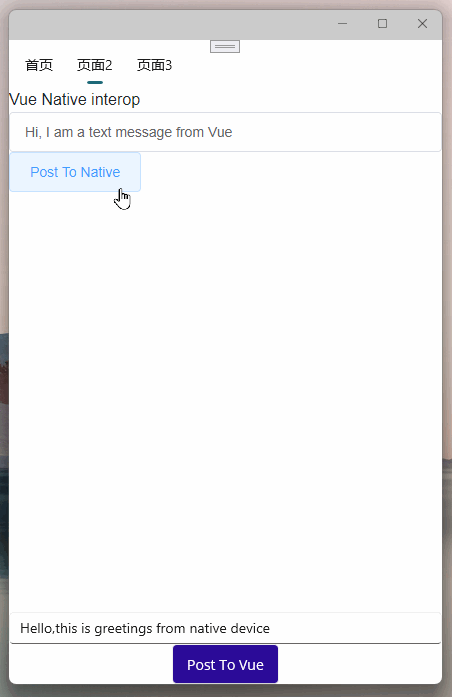 首页 页面2 页面3
Vue Native interop
Hi, I am a text message from Vue
Post To Native
Hello,this is greetings from native device
Post To Vue